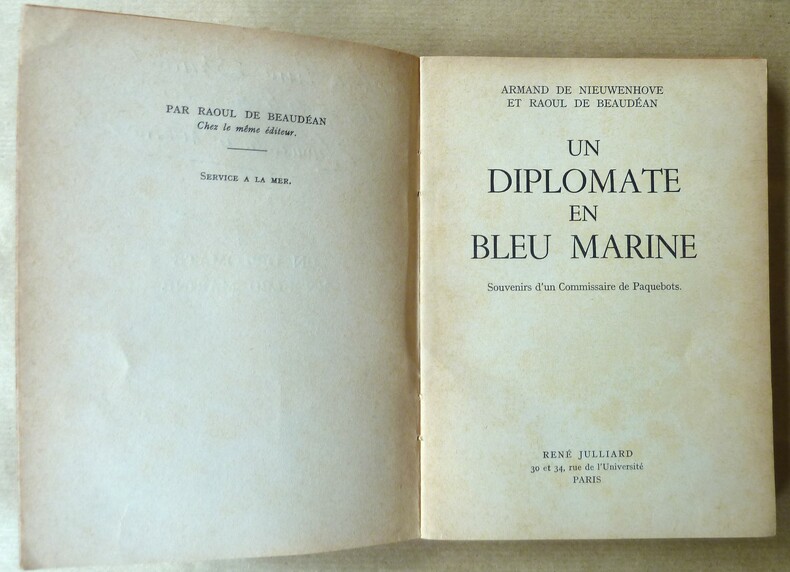 PAR RAOUL DE BEAUDÉAN
Chez le même éditeur.
SERVICE A LA MER.
ARMAND DE NIEUWENHOVE
ET RAOUL DE BEAUDÉAN
UN
DIPLOMATE
EN
BLEU MARINE
Souvenirs d'un Commissaire de Paquebots.
RENÉ JULLIARD
30 et 34, rue de l'Université
PARIS